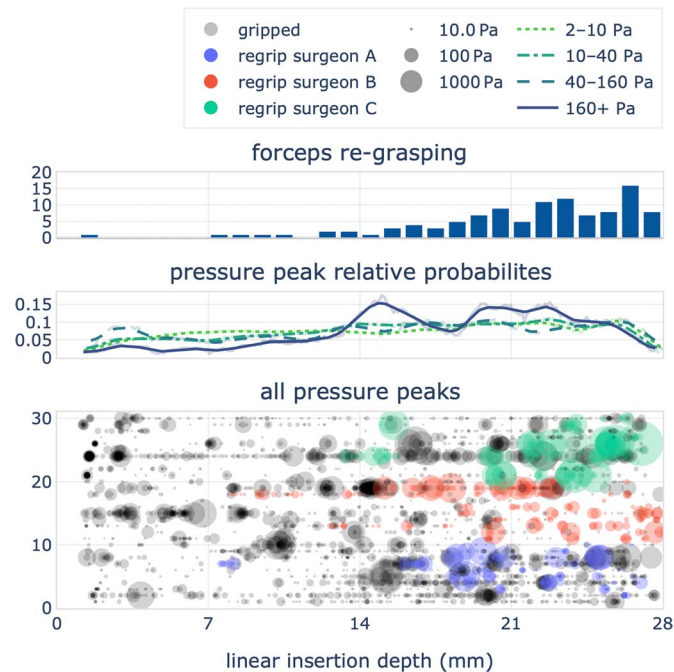 gripped
regrip surgeon A
regrip surgeon B
regrip surgeon C
10.0 Pa
100 Pa
1000 Pa
2–10 Pa
10–40 Pa
40–160 Pa
160+ Pa
forceps re-grasping
20
15
10
5
0
pressure peak relative probabilites
0.15
0.1
0.05
0
all pressure peaks
30
20
10
0
0 7 14 21 28
linear insertion depth (mm)